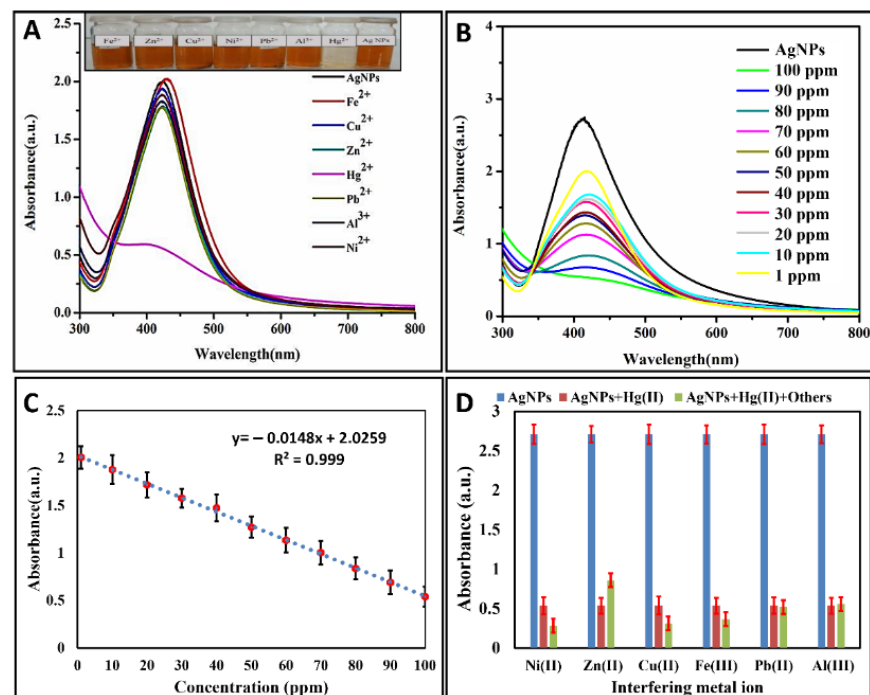 A
Fe²⁺ Zn²⁺ Cu²⁺ Ni²⁺ Pb²⁺ Al³⁺ Hg²⁺ Ag NPs
2.5
2.0
1.5
1.0
0.5
0.0
Absorbance(a.u.)
300 400 500 600 700 800
Wavelength(nm)
AgNPs
Fe²⁺
Cu²⁺
Zn²⁺
Hg²⁺
Pb²⁺
Al³⁺
Ni²⁺
B
4
3
2
1
0
Absorbance(a.u.)
300 400 500 600 700 800
Wavelength(nm)
AgNPs
100 ppm
90 ppm
80 ppm
70 ppm
60 ppm
50 ppm
40 ppm
30 ppm
20 ppm
10 ppm
1 ppm
C
y= – 0.0148x + 2.0259
R² = 0.999
2.5
2
1.5
1
0.5
0
Absorbance(a.u.)
0 10 20 30 40 50 60 70 80 90 100
Concentration (ppm)
D
AgNPs AgNPs+Hg(II) AgNPs+Hg(II)+Others
3
2.5
2
1.5
1
0.5
0
Absorbance (a.u.)
Ni(II) Zn(II) Cu(II) Fe(III) Pb(II) Al(III)
Interfering metal ion